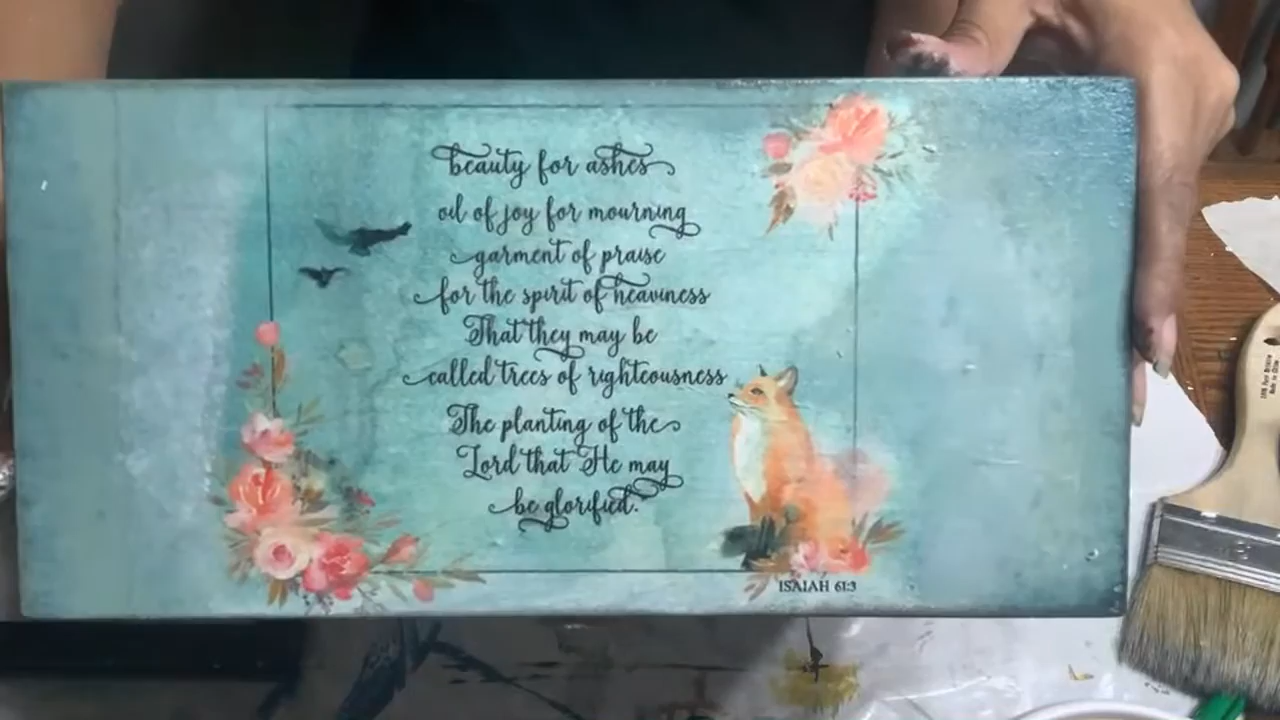 beauty for ashes
oil of joy for mourning
garment of praise
for the spirit of heaviness
That they may be
called trees of righteousness
The planting of the
Lord that He may
be glorified.
ISAIAH 61:3